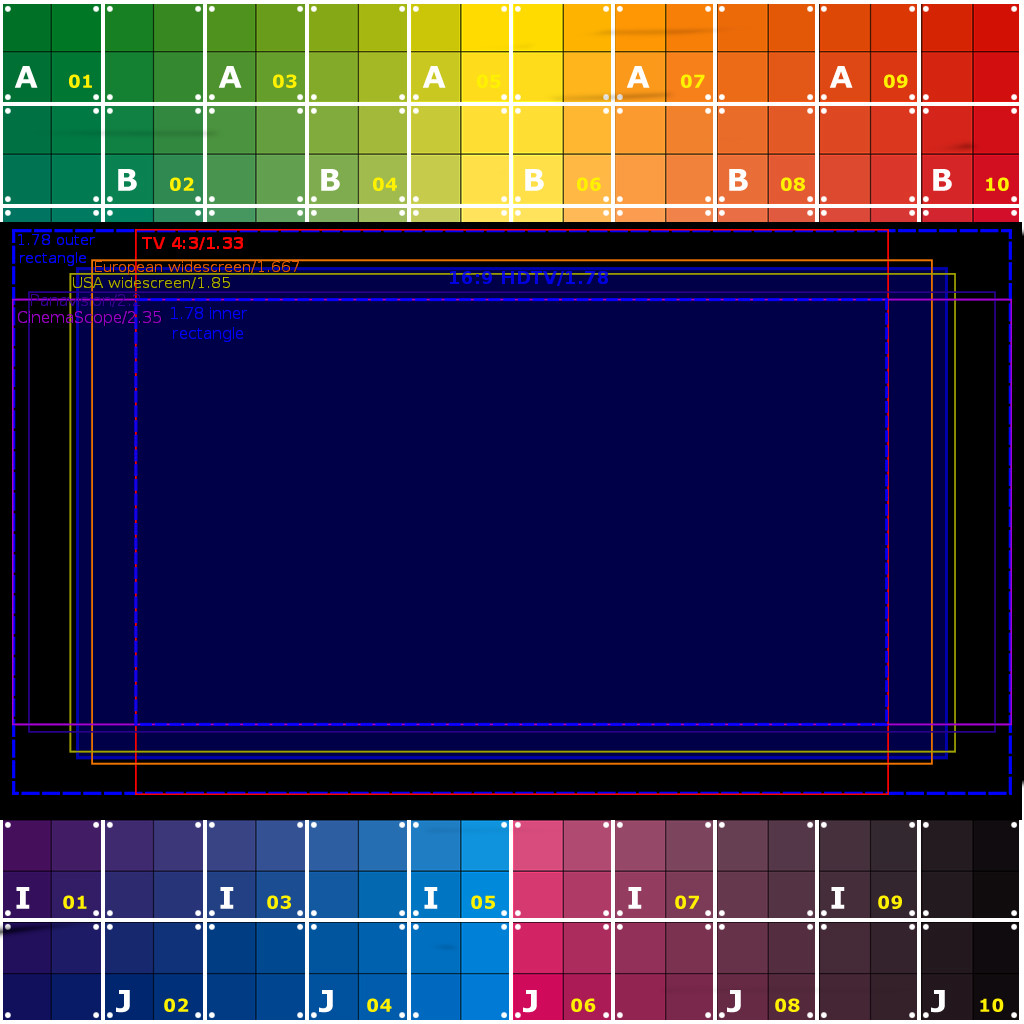 A 01 A 03 A 05 A 07 A 09
B 02 B 04 B 06 B 08 B 10
1.78 outer
rectangle
TV 4:3/1.33
European widescreen/1.667
16:9 HDTV/1.78
USA widescreen/1.85
CinemaScope/2.35
1.78 Inner
rectangle
I 01 I 03 I 05 I 07 I 09
J 02 J 04 J 06 J 08 J 10